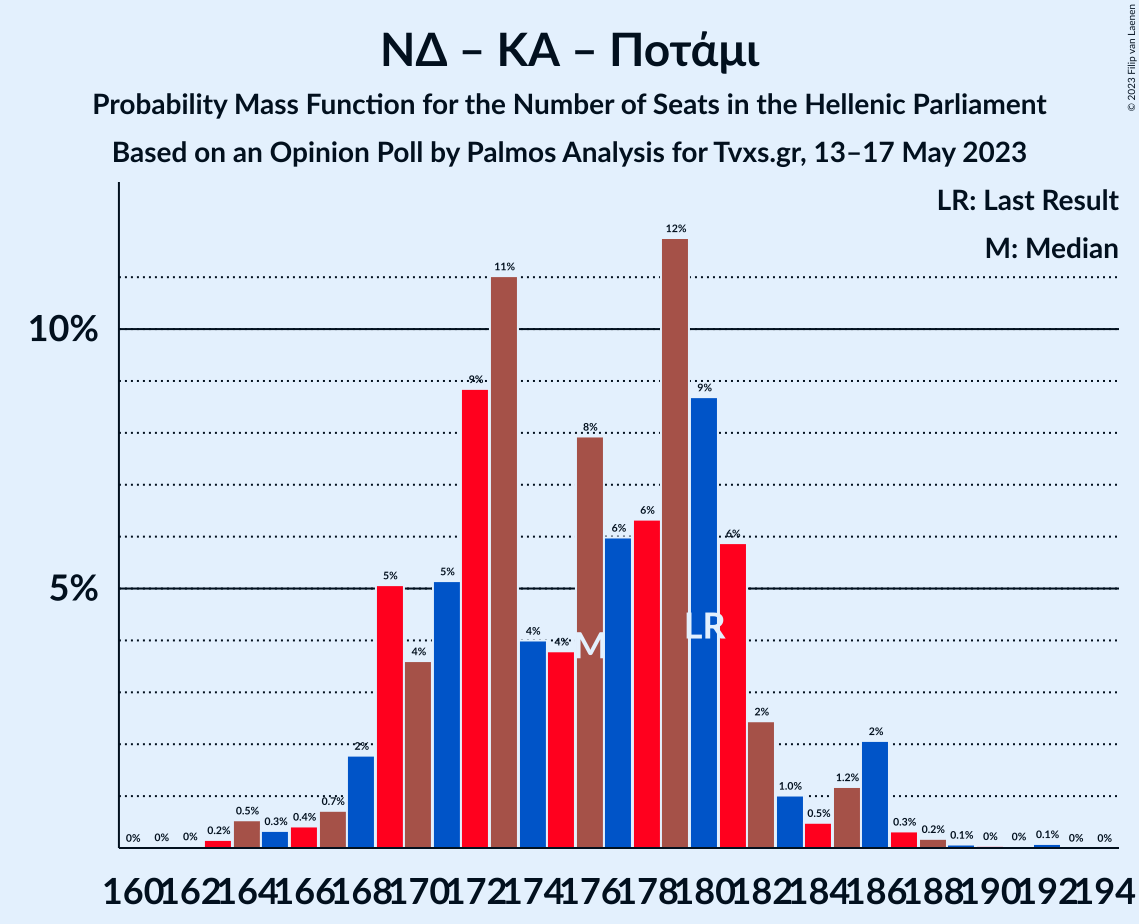 ΝΔ – ΚΑ – Ποτάμι
Probability Mass Function for the Number of Seats in the Hellenic Parliament
Based on an Opinion Poll by Palmos Analysis for Tvxs.gr, 13–17 May 2023
© 2023 Filip van Laenen
LR: Last Result
M: Median
10%
5%
0% 0% 0% 0.2% 0.5% 0.3% 0.4% 0.7% 2% 5% 4% 5% 9% 11% 4% 4% 8% 6% 6% 12% 9% 6% 2% 1.0% 0.5% 1.2% 2% 0.3% 0.2% 0.1% 0% 0% 0.1% 0% 0%
M
LR
160 162 164 166 168 170 172 174 176 178 180 182 184 186 188 190 192 194